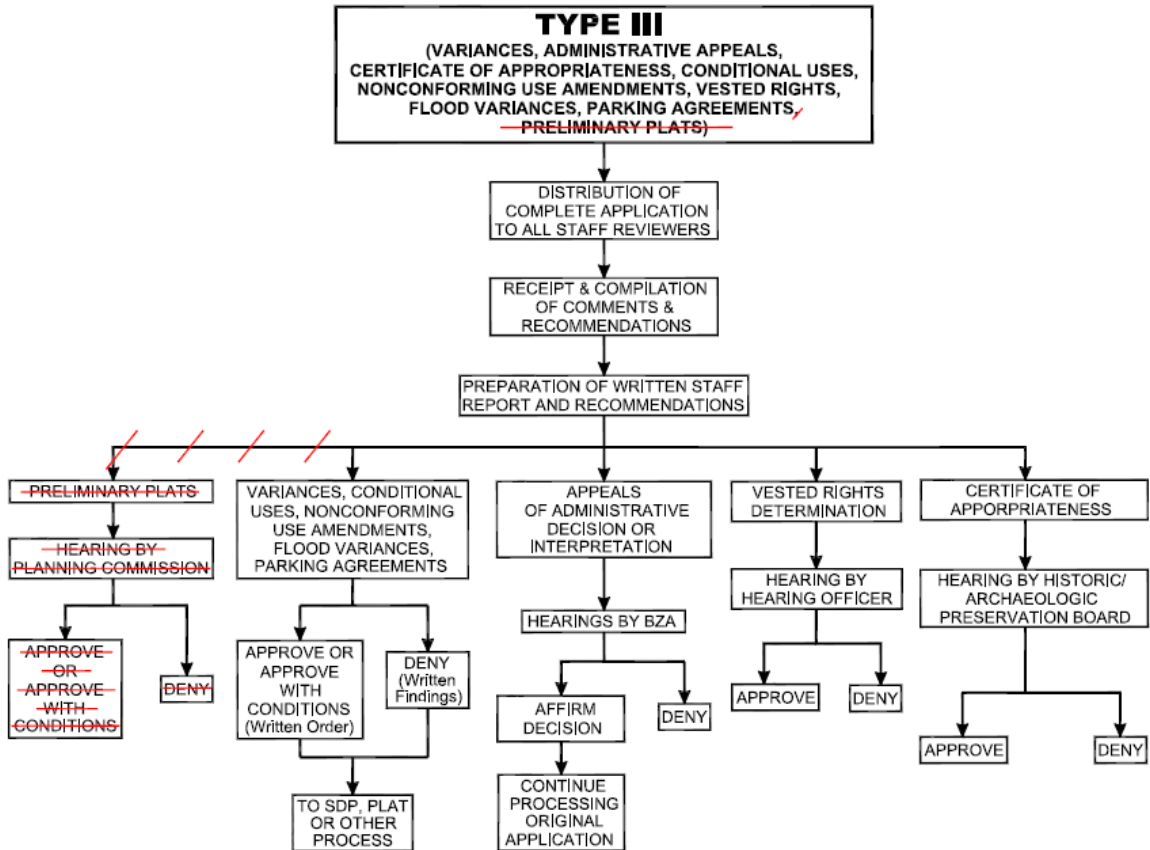 TYPE III
(VARIANCES, ADMINISTRATIVE APPEALS,
CERTIFICATE OF APPROPRIATENESS, CONDITIONAL USES,
NONCONFORMING USE AMENDMENTS, VESTED RIGHTS,
FLOOD VARIANCES, PARKING AGREEMENTS,
PRELIMINARY PLATS)
DISTRIBUTION OF
COMPLETE APPLICATION
TO ALL STAFF REVIEWERS
RECEIPT & COMPILATION
OF COMMENTS &
RECOMMENDATIONS
PREPARATION OF WRITTEN STAFF
REPORT AND RECOMMENDATIONS
PRELIMINARY PLATS
HEARING BY
PLANNING COMMISSION
APPROVE
OR
APPROVE
WITH
CONDITIONS
DENY
VARIANCES, CONDITIONAL
USES, NONCONFORMING
USE AMENDMENTS,
FLOOD VARIANCES,
PARKING AGREEMENTS
APPROVE OR
APPROVE
WITH
CONDITIONS
(Written Order)
DENY
(Written
Findings)
TO SDP, PLAT
OR OTHER
PROCESS
APPEALS
OF ADMINISTRATIVE
DECISION OR
INTERPRETATION
HEARINGS BY BZA
AFFIRM
DECISION
DENY
CONTINUE
PROCESSING
ORIGINAL
APPLICATION
VESTED RIGHTS
DETERMINATION
HEARING BY
HEARING OFFICER
APPROVE
DENY
CERTIFICATE OF
APPORPRIATENESS
HEARING BY HISTORIC/
ARCHAEOLOGIC
PRESERVATION BOARD
APPROVE
DENY